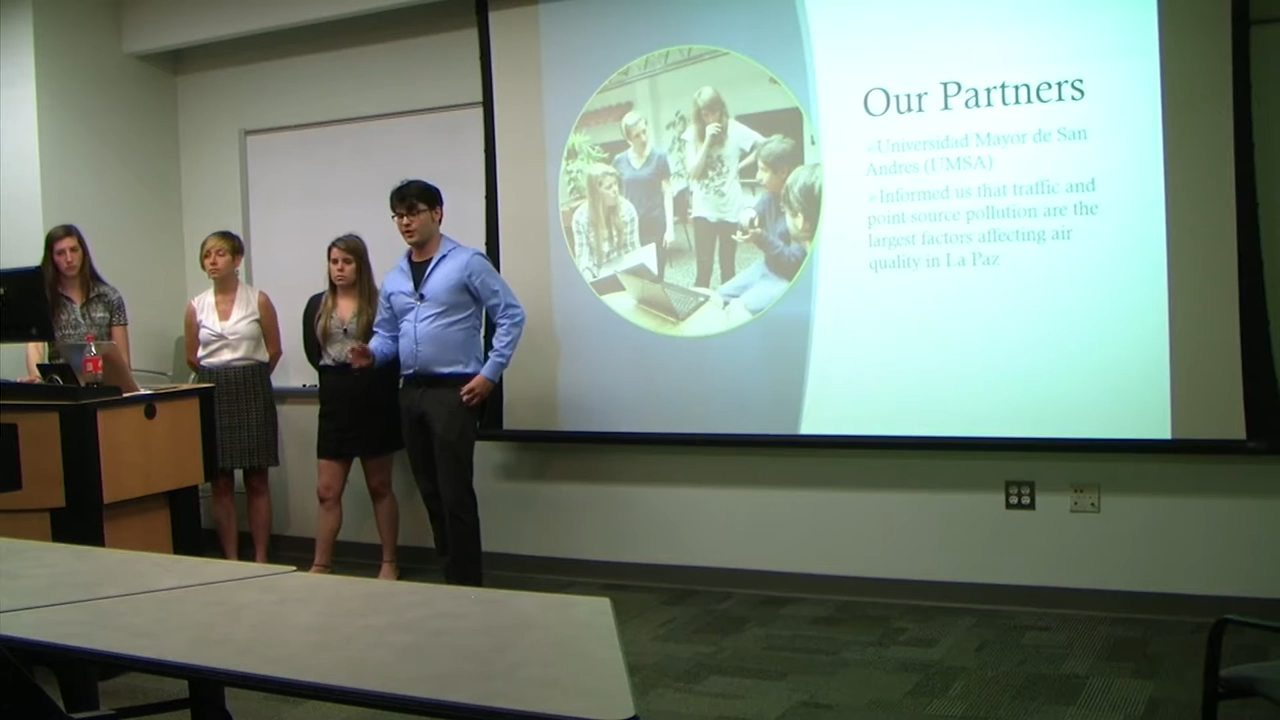 Our Partners
Universidad Mayor de San
Andres (UMSA)
Informed us that traffic and
point source pollution are the
largest factors affecting air
quality in La Paz